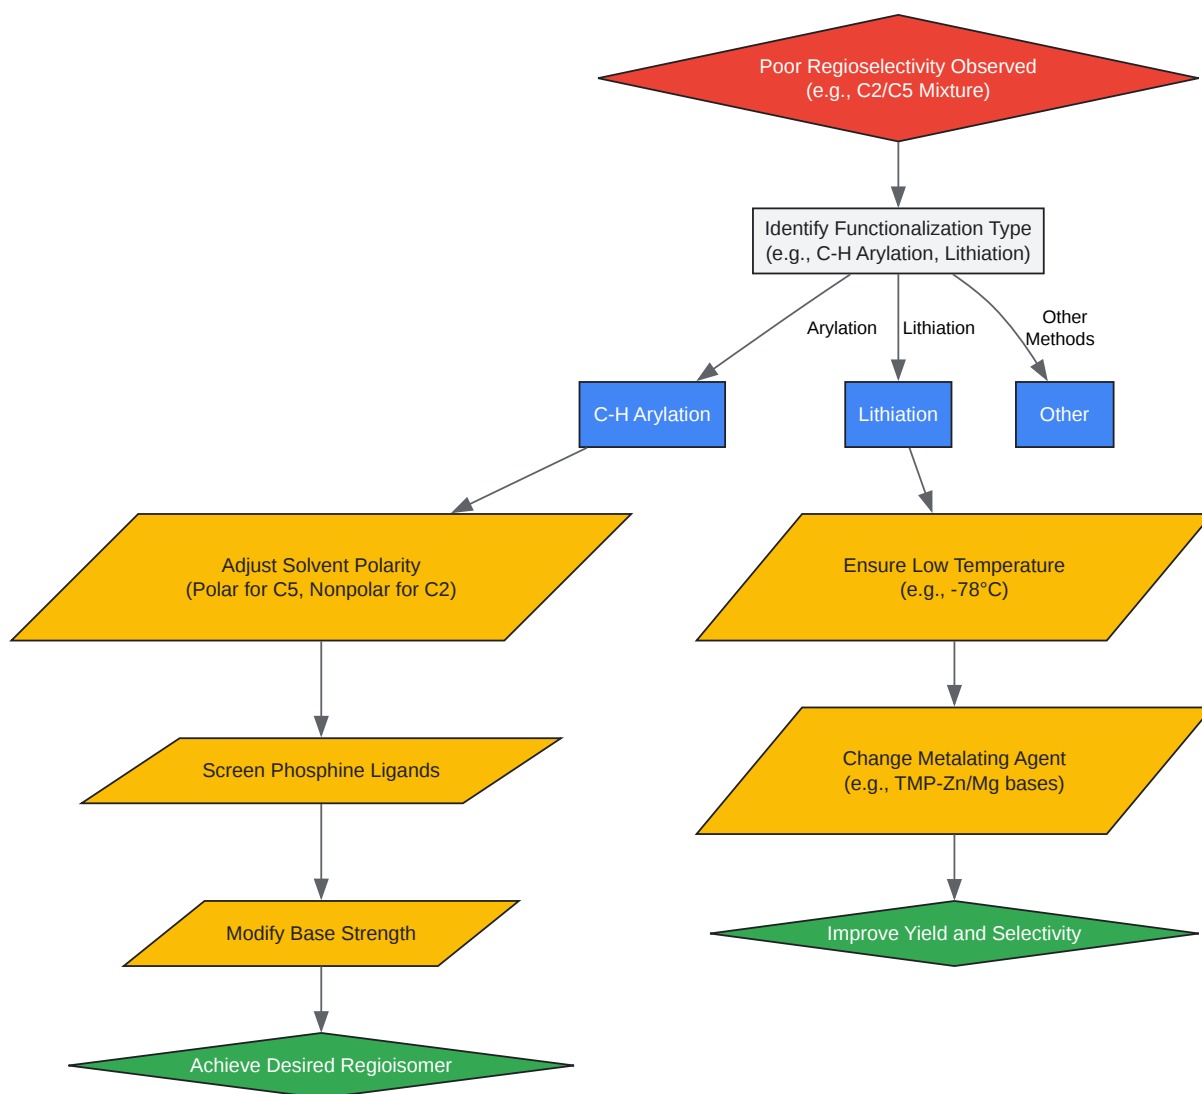 Poor Regioselectivity Observed
(e.g., C2/C5 Mixture)
Identify Functionalization Type
(e.g., C-H Arylation, Lithiation)
Arylation
Lithiation
Other
Methods
C-H Arylation
Lithiation
Other
Adjust Solvent Polarity
(Polar for C5, Nonpolar for C2)
Ensure Low Temperature
(e.g., -78°C)
Screen Phosphine Ligands
Change Metalating Agent
(e.g., TMP-Zn/Mg bases)
Modify Base Strength
Improve Yield and Selectivity
Achieve Desired Regioisomer